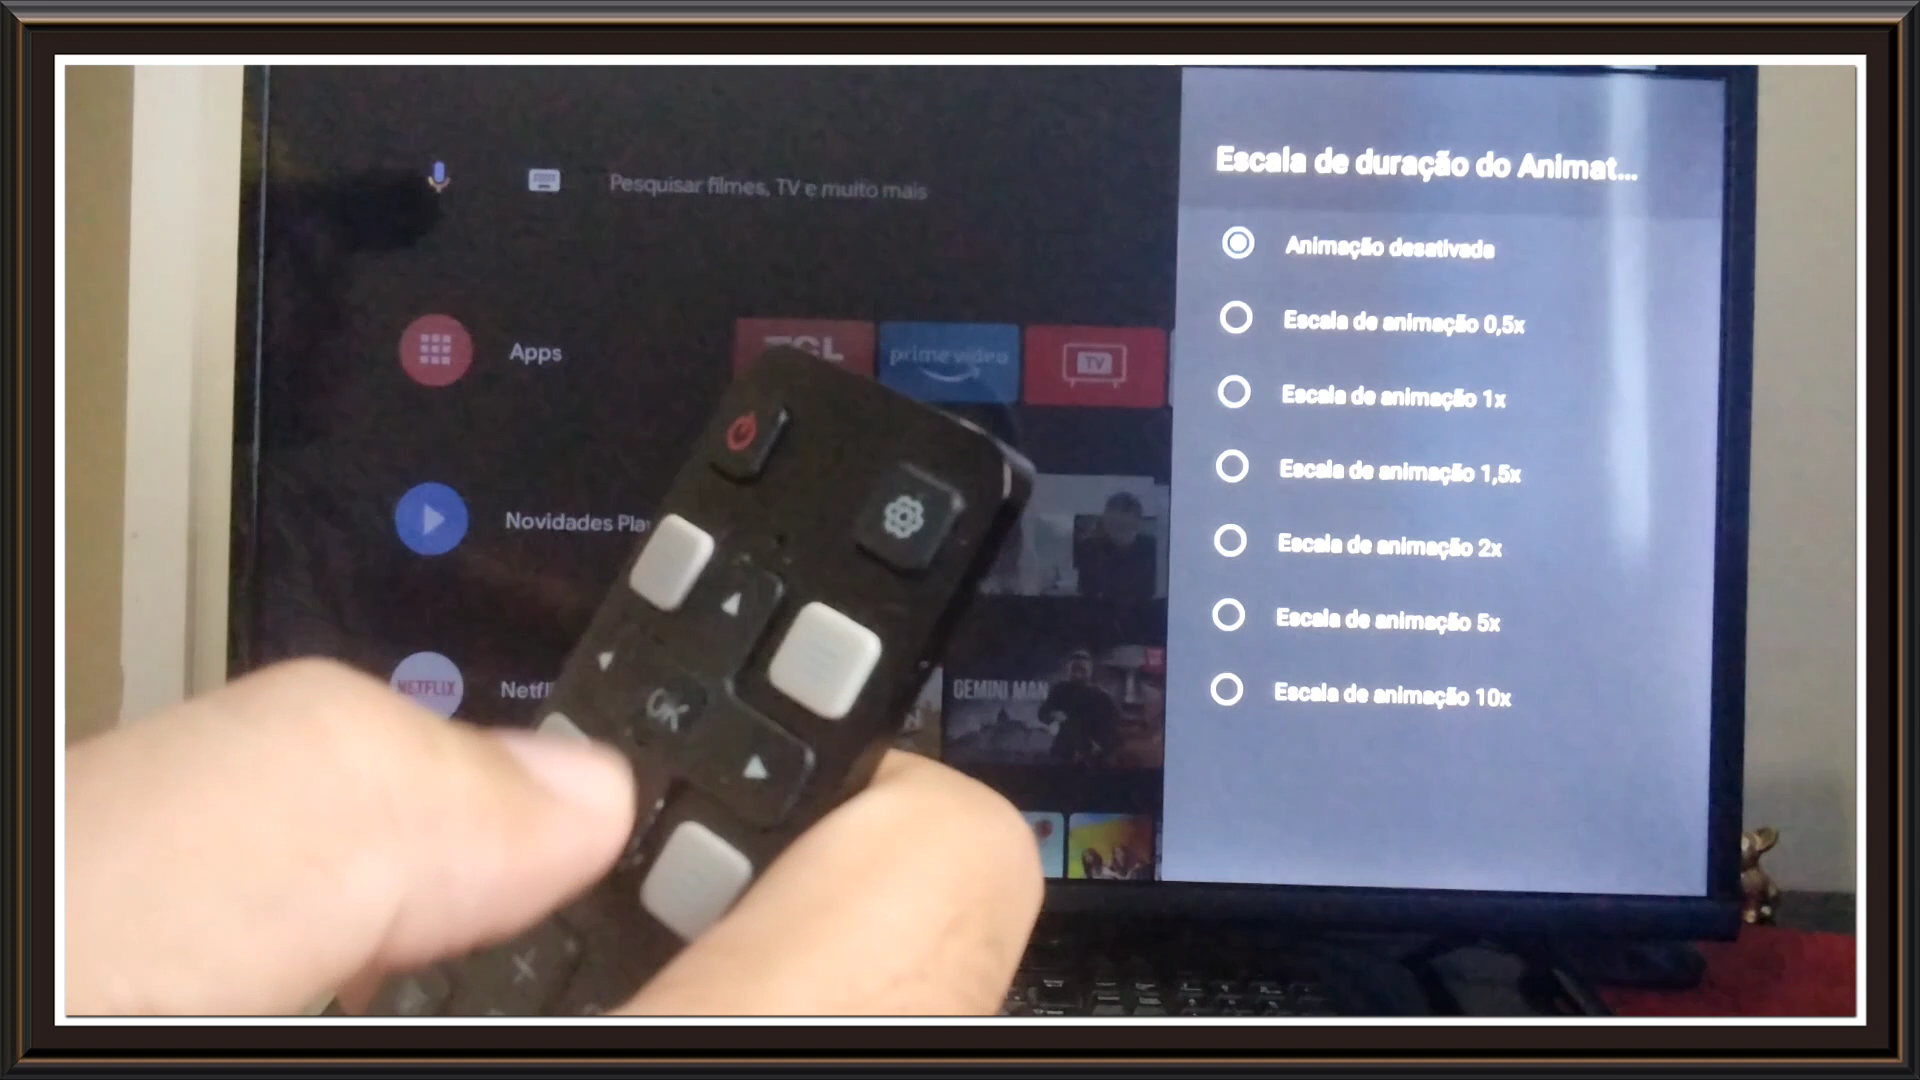 Pesquisar filmes, TV e muito mais
Apps
TCL
prime video
TV
Novidades Pla
NETFLIX
Netfl
GEMINI MAN
OK
Escala de duração do Animat...
Animação desativada
Escala de animação 0,5x
Escala de animação 1x
Escala de animação 1,5x
Escala de animação 2x
Escala de animação 5x
Escala de animação 10x